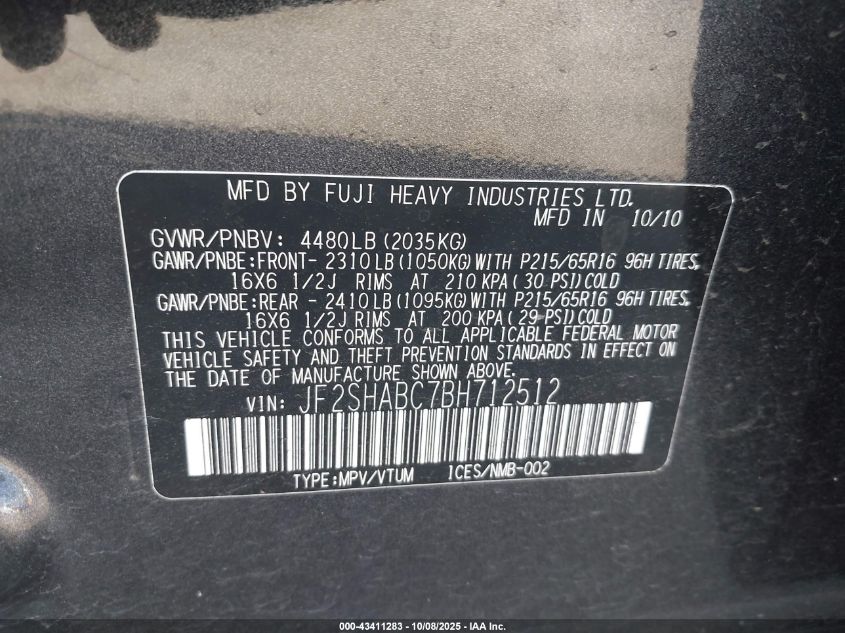 MFD BY FUJI HEAVY INDUSTRIES LTD.
MFD IN 10/10
GVWR/PNBV: 4480LB (2035KG)
GAWR/PNBE:FRONT- 2310LB (1050KG) WITH P215/65R16 96H TIRES,
16X6 1/2J RIMS AT 210 KPA ( 30 PSI) COLD
GAWR/PNBE:REAR - 2410LB (1095KG) WITH P215/65R16 96H TIRES,
16X6 1/2J RIMS AT 200 KPA ( 29 PSI) COLD
THIS VEHICLE CONFORMS TO ALL APPLICABLE FEDERAL MOTOR
VEHICLE SAFETY AND THEFT PREVENTION STANDARDS IN EFFECT ON
THE DATE OF MANUFACTURE SHOWN ABOVE.
VIN: JF2SHABC7BH712512
TYPE:MPV/VTUM ICES/NMB-002
000-43411283 - 10/08/2025 - IAA Inc.